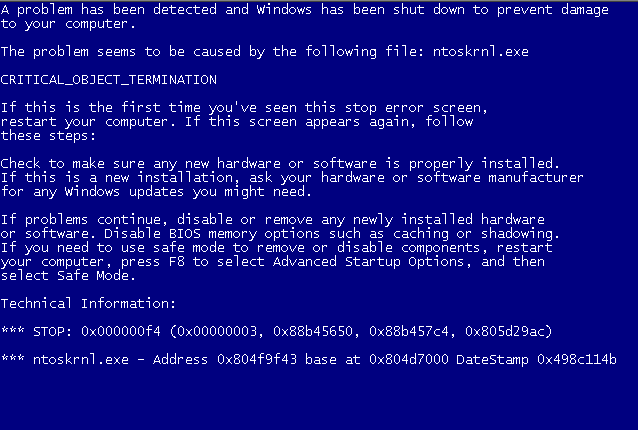 A problem has been detected and Windows has been shut down to prevent damage
to your computer.
The problem seems to be caused by the following file: ntoskrnl.exe
CRITICAL_OBJECT_TERMINATION
If this is the first time you've seen this stop error screen,
restart your computer. If this screen appears again, follow
these steps:
Check to make sure any new hardware or software is properly installed.
If this is a new installation, ask your hardware or software manufacturer
for any Windows updates you might need.
If problems continue, disable or remove any newly installed hardware
or software. Disable BIOS memory options such as caching or shadowing.
If you need to use safe mode to remove or disable components, restart
your computer, press F8 to select Advanced Startup Options, and then
select Safe Mode.
Technical Information:
*** STOP: 0x000000f4 (0x00000003, 0x88b45650, 0x88b457c4, 0x805d29ac)
*** ntoskrnl.exe - Address 0x804f9f43 base at 0x804d7000 DateStamp 0x498c114b